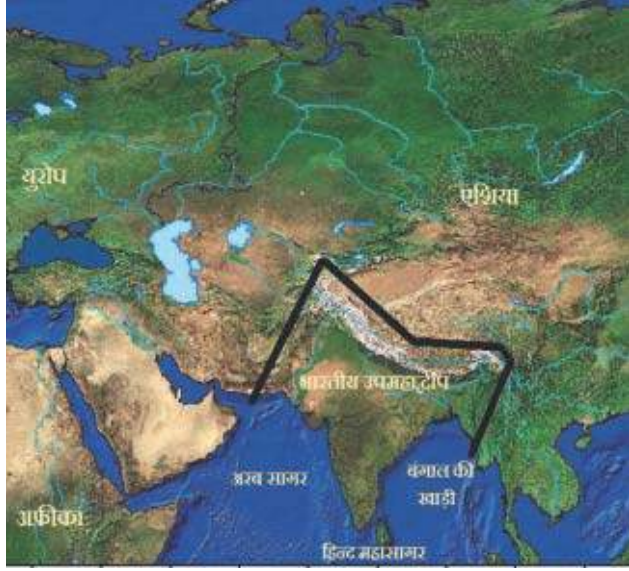 युरोप
एशिया
भारतीय उपमहाद्वीप
अरब सागर
बंगाल की
खाड़ी
अफ्रीका
हिन्द महासागर